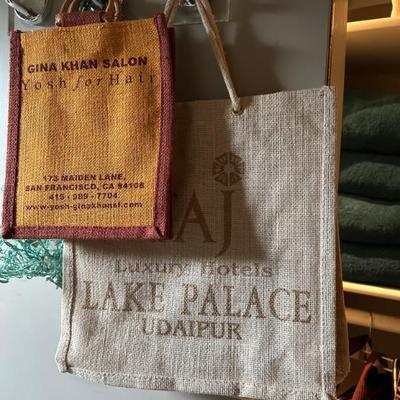 GINA KHAN SALON
Yosh for Hair
173 MAIDEN LANE,
SAN FRANCISCO, CA 94108
415 - 989 - 7704
www-yosh-ginakhansf.com
AJ
Luxury Hotels
LAKE PALACE
UDAIPUR